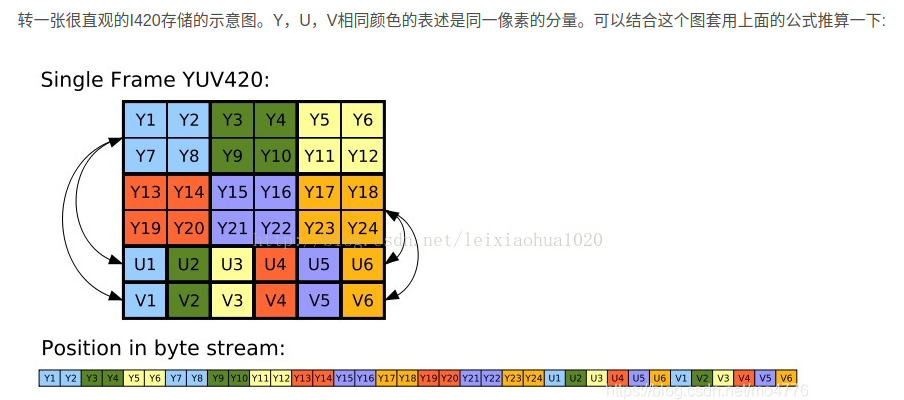 转一张很直观的I420存储的示意图。Y，U，V相同颜色的表述是同一像素的分量。可以结合这个图套用上面的公式推算一下:
Single Frame YUV420:
Y1 Y2 Y3 Y4 Y5 Y6
Y7 Y8 Y9 Y10 Y11 Y12
Y13 Y14 Y15 Y16 Y17 Y18
Y19 Y20 Y21 Y22 Y23 Y24
http://blog.csdn.net/leixiaohua1020
U1 U2 U3 U4 U5 U6
V1 V2 V3 V4 V5 V6
Position in byte stream:
Y1 Y2 Y3 Y4 Y5 Y6 Y7 Y8 Y9 Y10 Y11 Y12 Y13 Y14 Y15 Y16 Y17 Y18 Y19 Y20 Y21 Y22 Y23 Y24 U1 U2 U3 U4 U5 U6 V1 V2 V3 V4 V5 V6
https://blog.csdn.net/mo4776